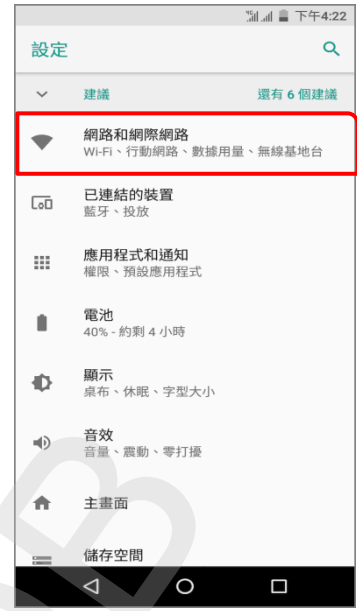 下午4:22
設定
建議 還有 6 個建議
網路和網際網路
Wi-Fi、行動網路、數據用量、無線基地台
已連結的裝置
藍牙、投放
應用程式和通知
權限、預設應用程式
電池
40% - 約剩 4 小時
顯示
桌布、休眠、字型大小
音效
音量、震動、零打擾
主畫面
儲存空間